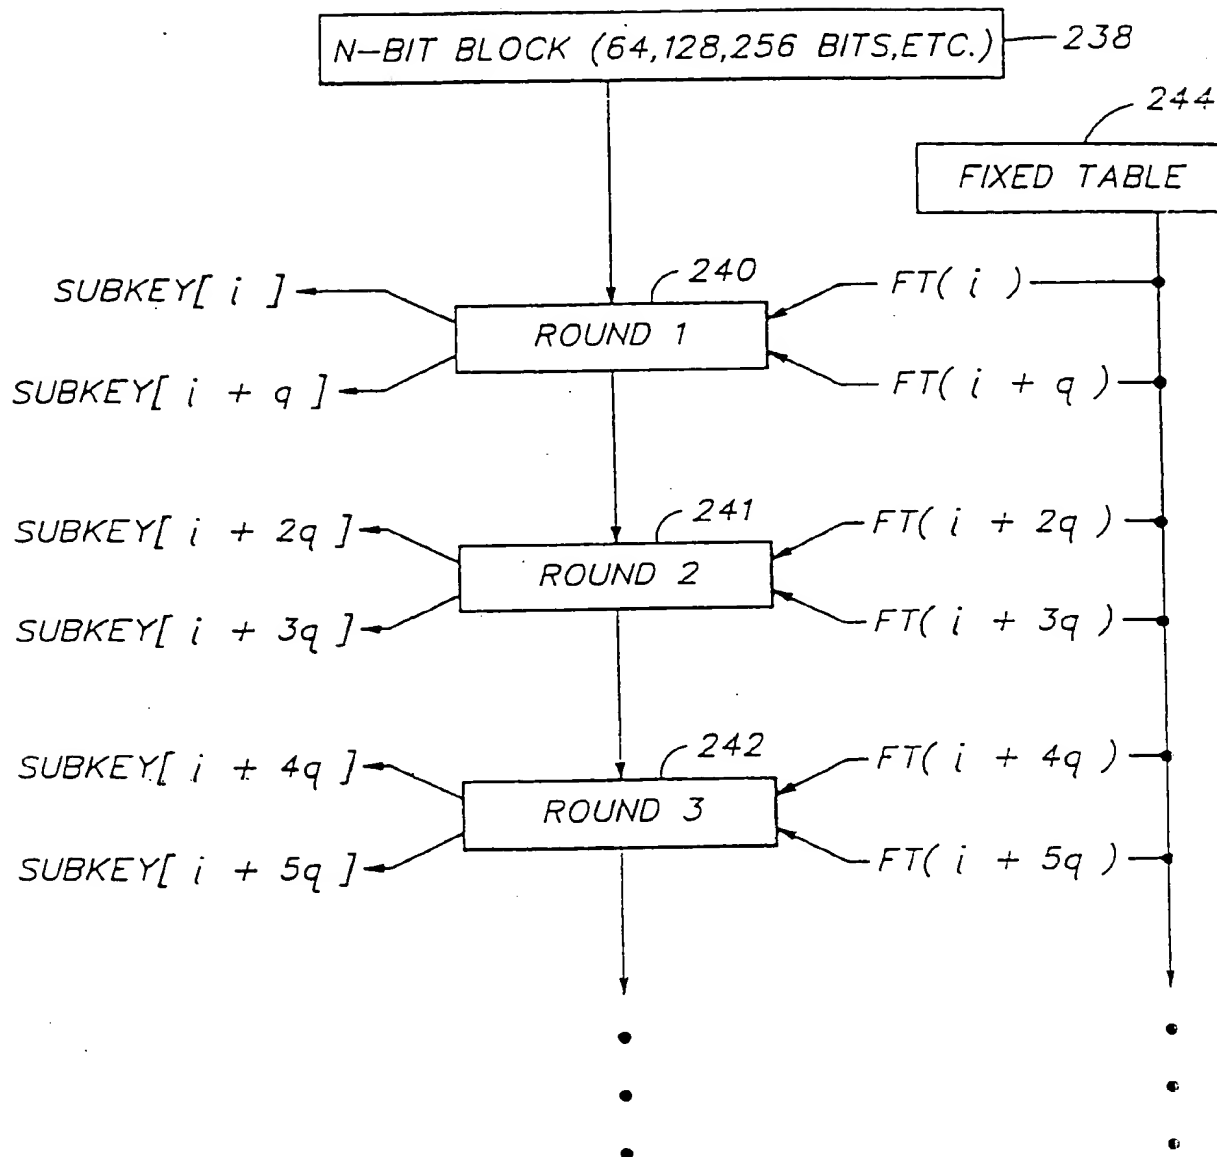 N-BIT BLOCK (64,128,256 BITS,ETC.)
238
244
FIXED TABLE
240
SUBKEY[ i ]
FT( i )
ROUND 1
SUBKEY[ i + q ]
FT( i + q )
241
SUBKEY[ i + 2q ]
FT( i + 2q )
ROUND 2
SUBKEY[ i + 3q ]
FT( i + 3q )
242
SUBKEY[ i + 4q ]
FT( i + 4q )
ROUND 3
SUBKEY[ i + 5q ]
FT( i + 5q )